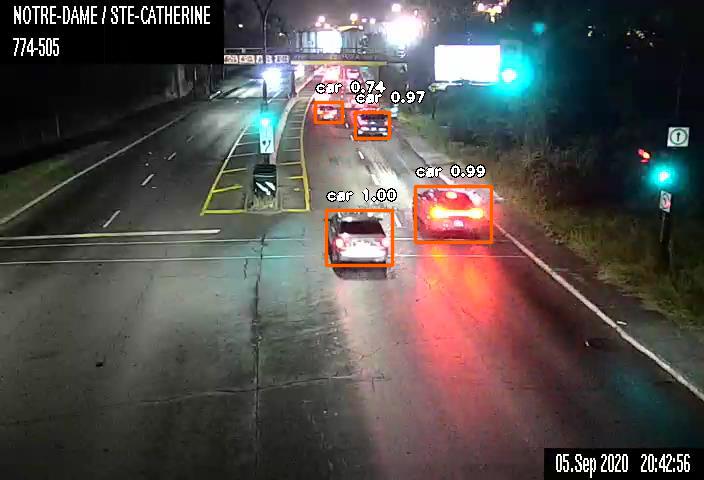 NOTRE-DAME / STE-CATHERINE
774-505
car 0.74
car 0.97
car 0.99
car 1.00
05.Sep 2020 20:42:56